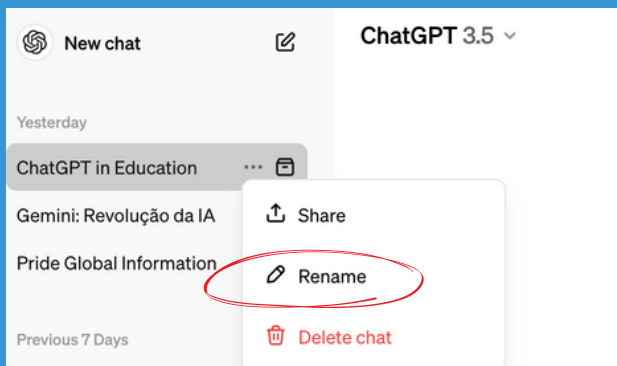 New chat
ChatGPT 3.5
Yesterday
ChatGPT in Education
Gemini: Revolução da IA
Pride Global Information
Previous 7 Days
Share
Rename
Delete chat